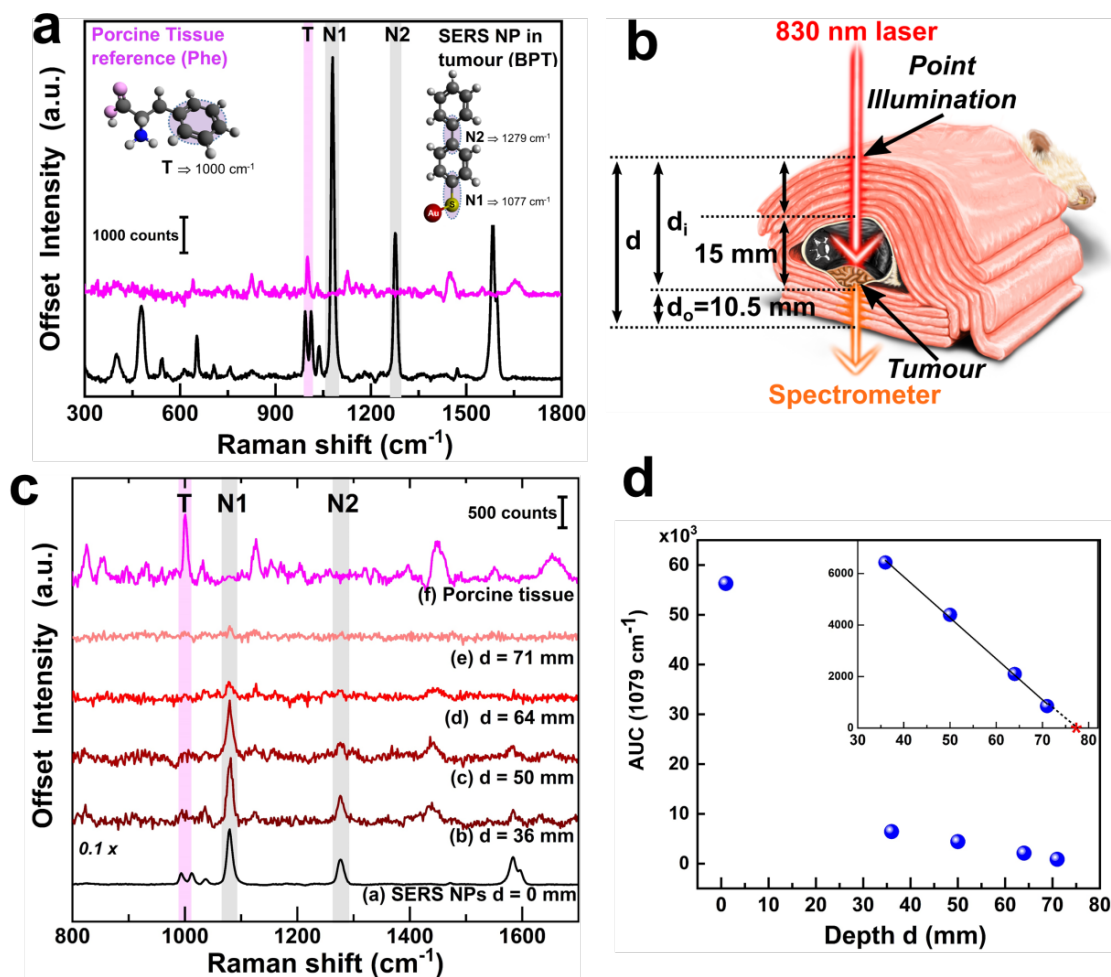 a
Porcine Tissue
reference (Phe)
T
N1
N2
SERS NP in
tumour (BPT)
T ⇒ 1000 cm⁻¹
N2 ⇒ 1279 cm⁻¹
N1 ⇒ 1077 cm⁻¹
Au
S
1000 counts
Offset Intensity (a.u.)
300 600 900 1200 1500 1800
Raman shift (cm⁻¹)
b
830 nm laser
Point
Illumination
d
dᵢ
15 mm
dₒ=10.5 mm
Tumour
Spectrometer
c
T
N1
N2
500 counts
(f) Porcine tissue
(e) d = 71 mm
(d) d = 64 mm
(c) d = 50 mm
(b) d = 36 mm
0.1 x
(a) SERS NPs d = 0 mm
Offset Intensity (a.u.)
800 1000 1200 1400 1600
Raman shift (cm⁻¹)
d
x10³
60
50
40
30
20
10
0
AUC (1079 cm⁻¹)
0 10 20 30 40 50 60 70 80
Depth d (mm)
6000
4000
2000
0
30 40 50 60 70 80